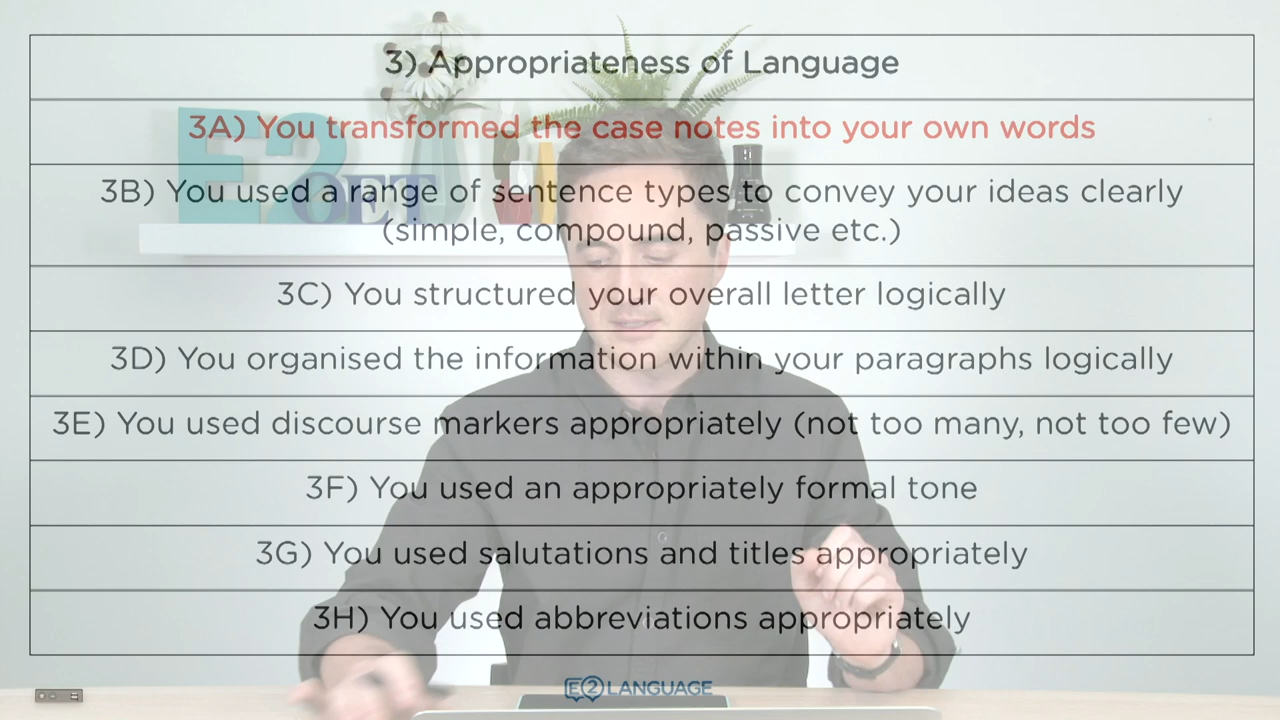 3) Appropriateness of Language
3A) You transformed the case notes into your own words
3B) You used a range of sentence types to convey your ideas clearly
(simple, compound, passive etc.)
3C) You structured your overall letter logically
3D) You organised the information within your paragraphs logically
3E) You used discourse markers appropriately (not too many, not too few)
3F) You used an appropriately formal tone
3G) You used salutations and titles appropriately
3H) You used abbreviations appropriately
E2
OET
E2 LANGUAGE